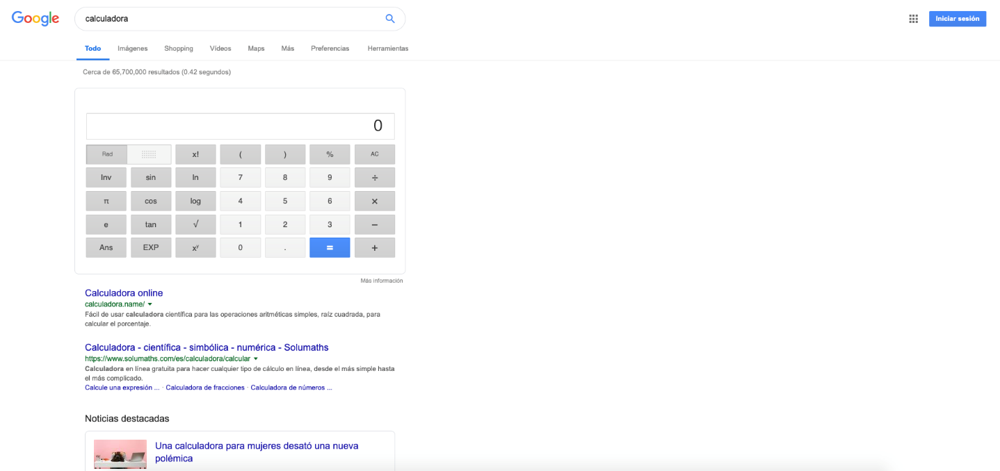 Google
calculadora
Iniciar sesión
Todo Imágenes Shopping Vídeos Maps Más Preferencias Herramientas
Cerca de 65,700,000 resultados (0.42 segundos)
0
Rad x! ( ) % AC
Inv sin ln 7 8 9 ÷
π cos log 4 5 6 ×
e tan √ 1 2 3 −
Ans EXP xʸ 0 . = +
Más información
Calculadora online
calculadora.name/
Fácil de usar calculadora científica para las operaciones aritméticas simples, raíz cuadrada, para
calcular el porcentaje.
Calculadora - científica - simbólica - numérica - Solumaths
https://www.solumaths.com/es/calculadora/calcular
Calculadora en línea gratuita para hacer cualquier tipo de cálculo en línea, desde el más simple hasta
el más complicado.
Calcule una expresión ... · Calculadora de fracciones · Calculadora de números ...
Noticias destacadas
Una calculadora para mujeres desató una nueva
polémica